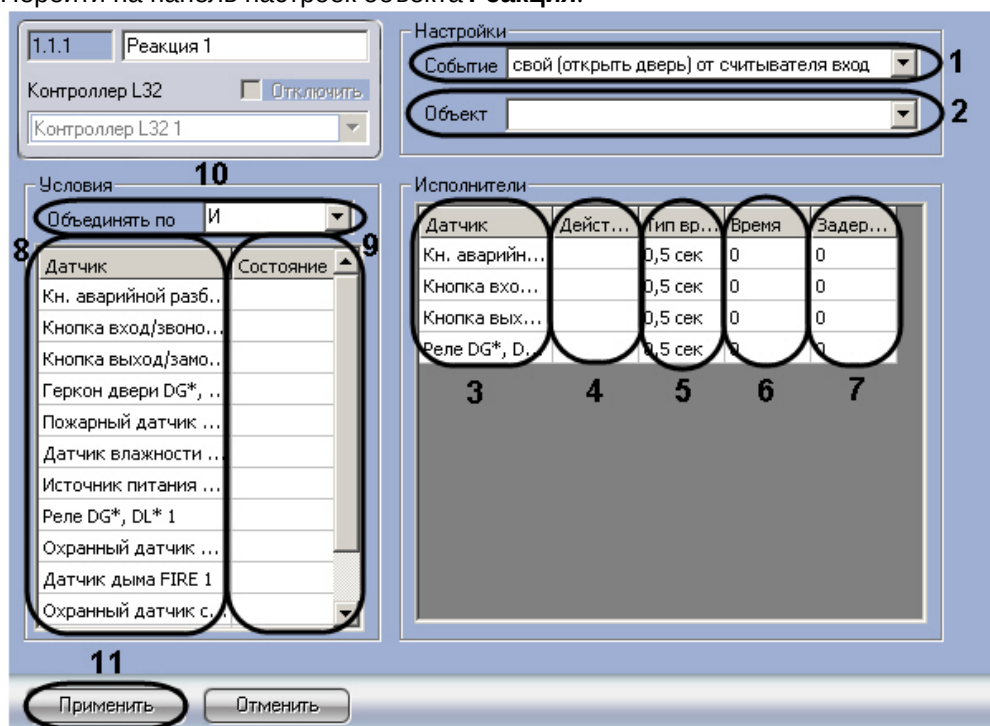 Перейти на панель настроек объекта Реакция.
1.1.1 Реакция 1
Контроллер L32 Отключить
Контроллер L32 1
Настройки
Событие свой (открыть дверь) от считывателя вход 1
Объект 2
10
Условия
Объединять по И
8 9
Датчик Состояние
Кн. аварийной разб...
Кнопка вход/звоно...
Кнопка выход/замо...
Геркон двери DG*, ...
Пожарный датчик ...
Датчик влажности ...
Источник питания ...
Реле DG*, DL* 1
Охранный датчик ...
Датчик дыма FIRE 1
Охранный датчик с...
Исполнители
Датчик Дейст... Тип вр... Время Задер...
Кн. аварийн... 0,5 сек 0 0
Кнопка вхо... 0,5 сек 0 0
Кнопка вых... 0,5 сек 0 0
Реле DG*, D... 0,5 сек 0 0
3 4 5 6 7
11
Применить Отменить